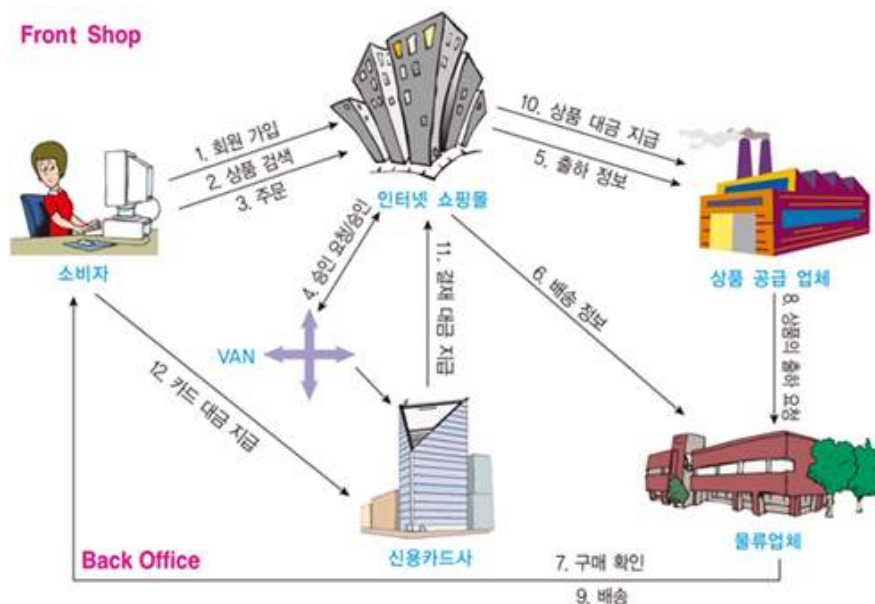 Front Shop
1. 회원 가입
2. 상품 검색
3. 주문
10. 상품 대금 지급
5. 출하 정보
인터넷 쇼핑몰
소비자
상품 공급 업체
4. 승인 요청/승인
11. 결재 대금 지급
6. 배송 정보
8. 상품의 출하 요청
VAN
12. 카드 대금 지급
신용카드사
물류업체
Back Office
7. 구매 확인
9. 배송